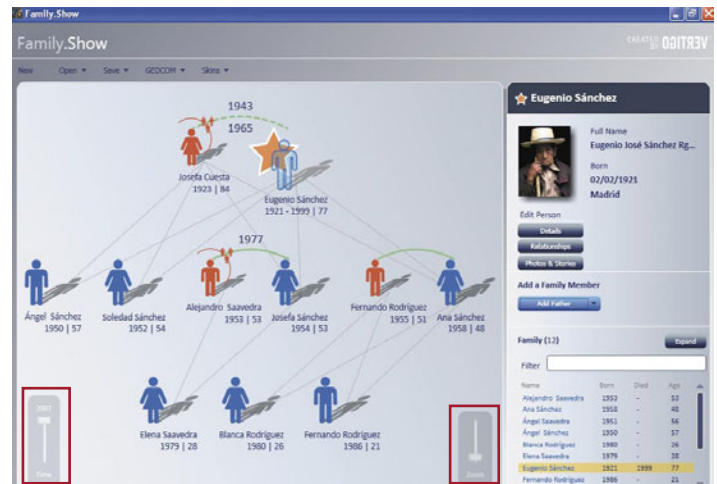 Family.Show
Family.Show
CREATED BY VERTIGO
New Open Save GEDCOM Skins
1943
1965
Josefa Cuesta
1923 | 84
Eugenio Sánchez
1921 - 1999 | 77
1977
Ángel Sánchez
1950 | 57
Soledad Sánchez
1952 | 54
Alejandro Saavedra
1953 | 53
Josefa Sánchez
1954 | 53
Fernando Rodríguez
1955 | 51
Ana Sánchez
1958 | 48
Elena Saavedra
1979 | 28
Blanca Rodríguez
1980 | 26
Fernando Rodríguez
1986 | 21
2007
Time
Zoom
Eugenio Sánchez
Full Name
Eugenio José Sánchez Rg...
Born
02/02/1921
Madrid
Edit Person
Details
Relationships
Photos & Stories
Add a Family Member
Add Father
Family (12)
Expand
Filter
Name Born Died Age
Alejandro Saavedra 1953 - 53
Ana Sánchez 1958 - 48
Ángel Saavedra 1951 - 56
Ángel Sánchez 1950 - 57
Blanca Rodríguez 1980 - 26
Elena Saavedra 1979 - 28
Eugenio Sánchez 1921 1999 77
Fernando Rodríguez 1986 - 21